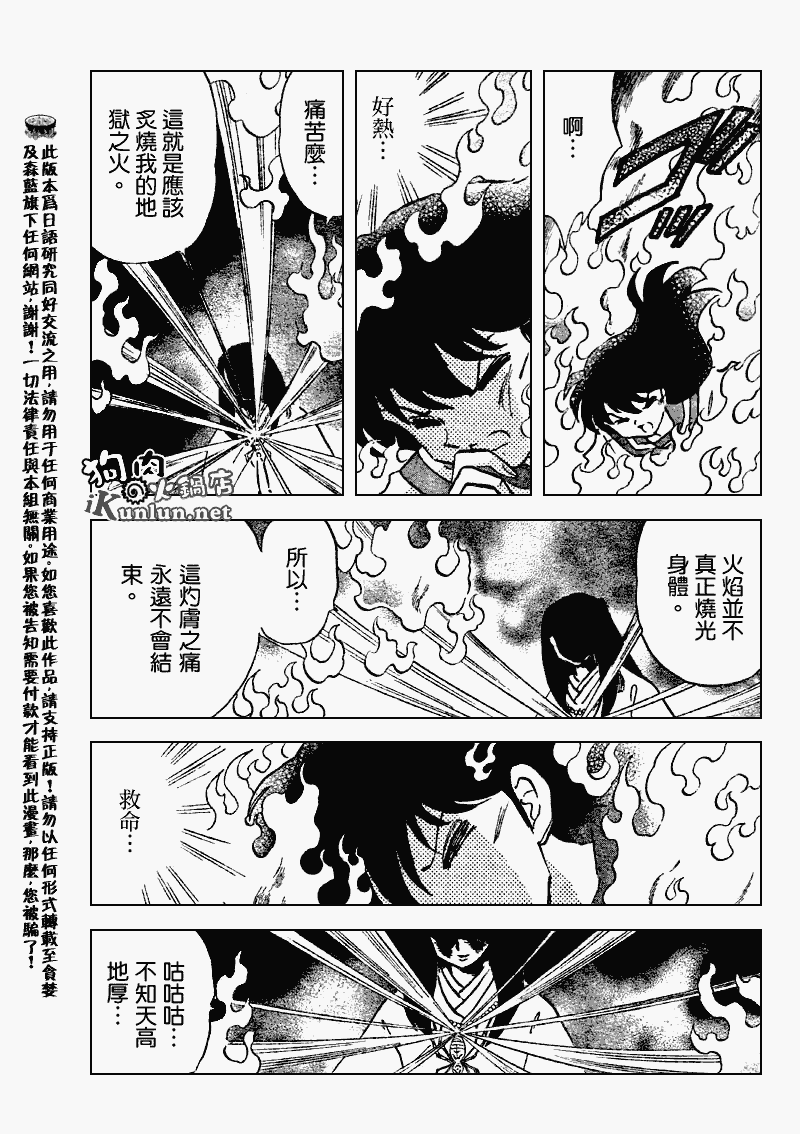 啊…
ゴオオ
好熱…
痛苦麼…
這就是應該
炙燒我的地
獄之火。
火焰並不
真正燒光
身體。
所以…
這灼膚之痛
永遠不會結
束。
救命…
咕咕咕…
不知天高
地厚…
狗肉火鍋店
iKunlun.net
此版本爲日語研究同好交流之用，請勿用于任何商業用途。如您喜歡此作品，請支持正版！請勿以任何形式轉載至貪婪
及森藍旗下任何網站，謝謝！一切法律責任與本組無關。如果您被告知需要付款才能看到此漫畫，那麽，您被騙了！